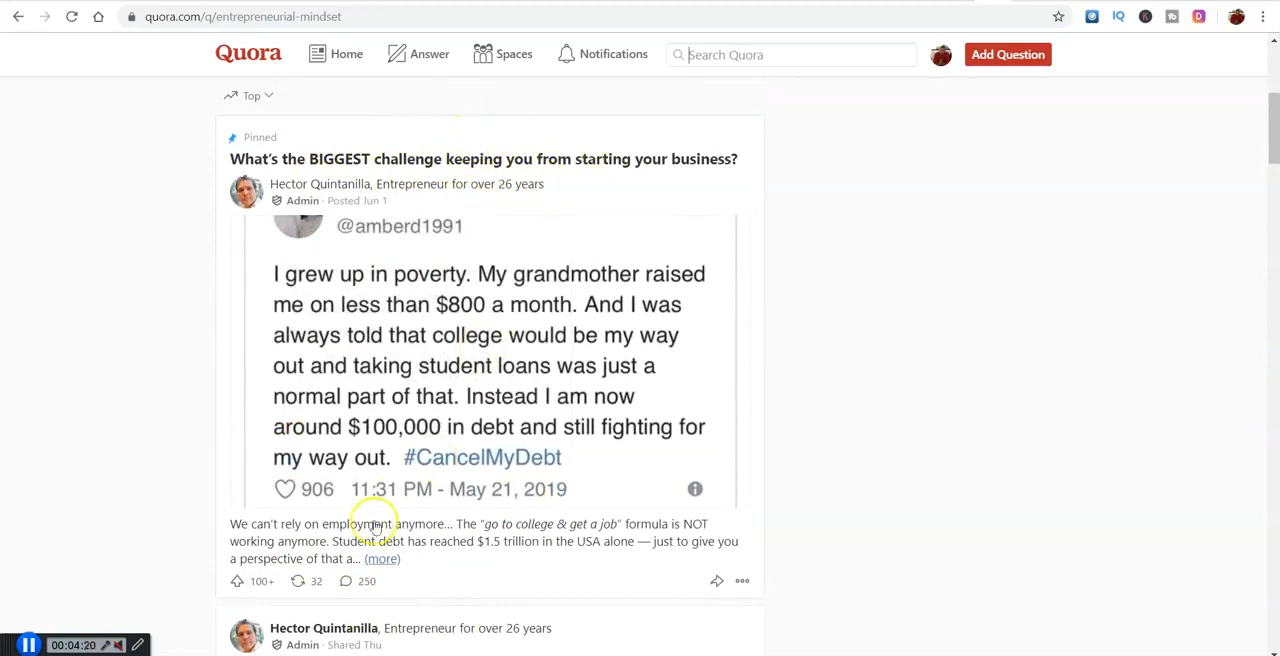 quora.com/q/entrepreneurial-mindset
Quora
Home
Answer
Spaces
Notifications
Search Quora
Add Question
Top
Pinned
What's the BIGGEST challenge keeping you from starting your business?
Hector Quintanilla, Entrepreneur for over 26 years
Admin · Posted Jun 1
@amberd1991
I grew up in poverty. My grandmother raised
me on less than $800 a month. And I was
always told that college would be my way
out and taking student loans was just a
normal part of that. Instead I am now
around $100,000 in debt and still fighting for
my way out. #CancelMyDebt
906 11:31 PM - May 21, 2019
We can't rely on employment anymore... The "go to college & get a job" formula is NOT
working anymore. Student debt has reached $1.5 trillion in the USA alone — just to give you
a perspective of that a... (more)
100+ 32 250
Hector Quintanilla, Entrepreneur for over 26 years
Admin · Shared Thu
00:04:20